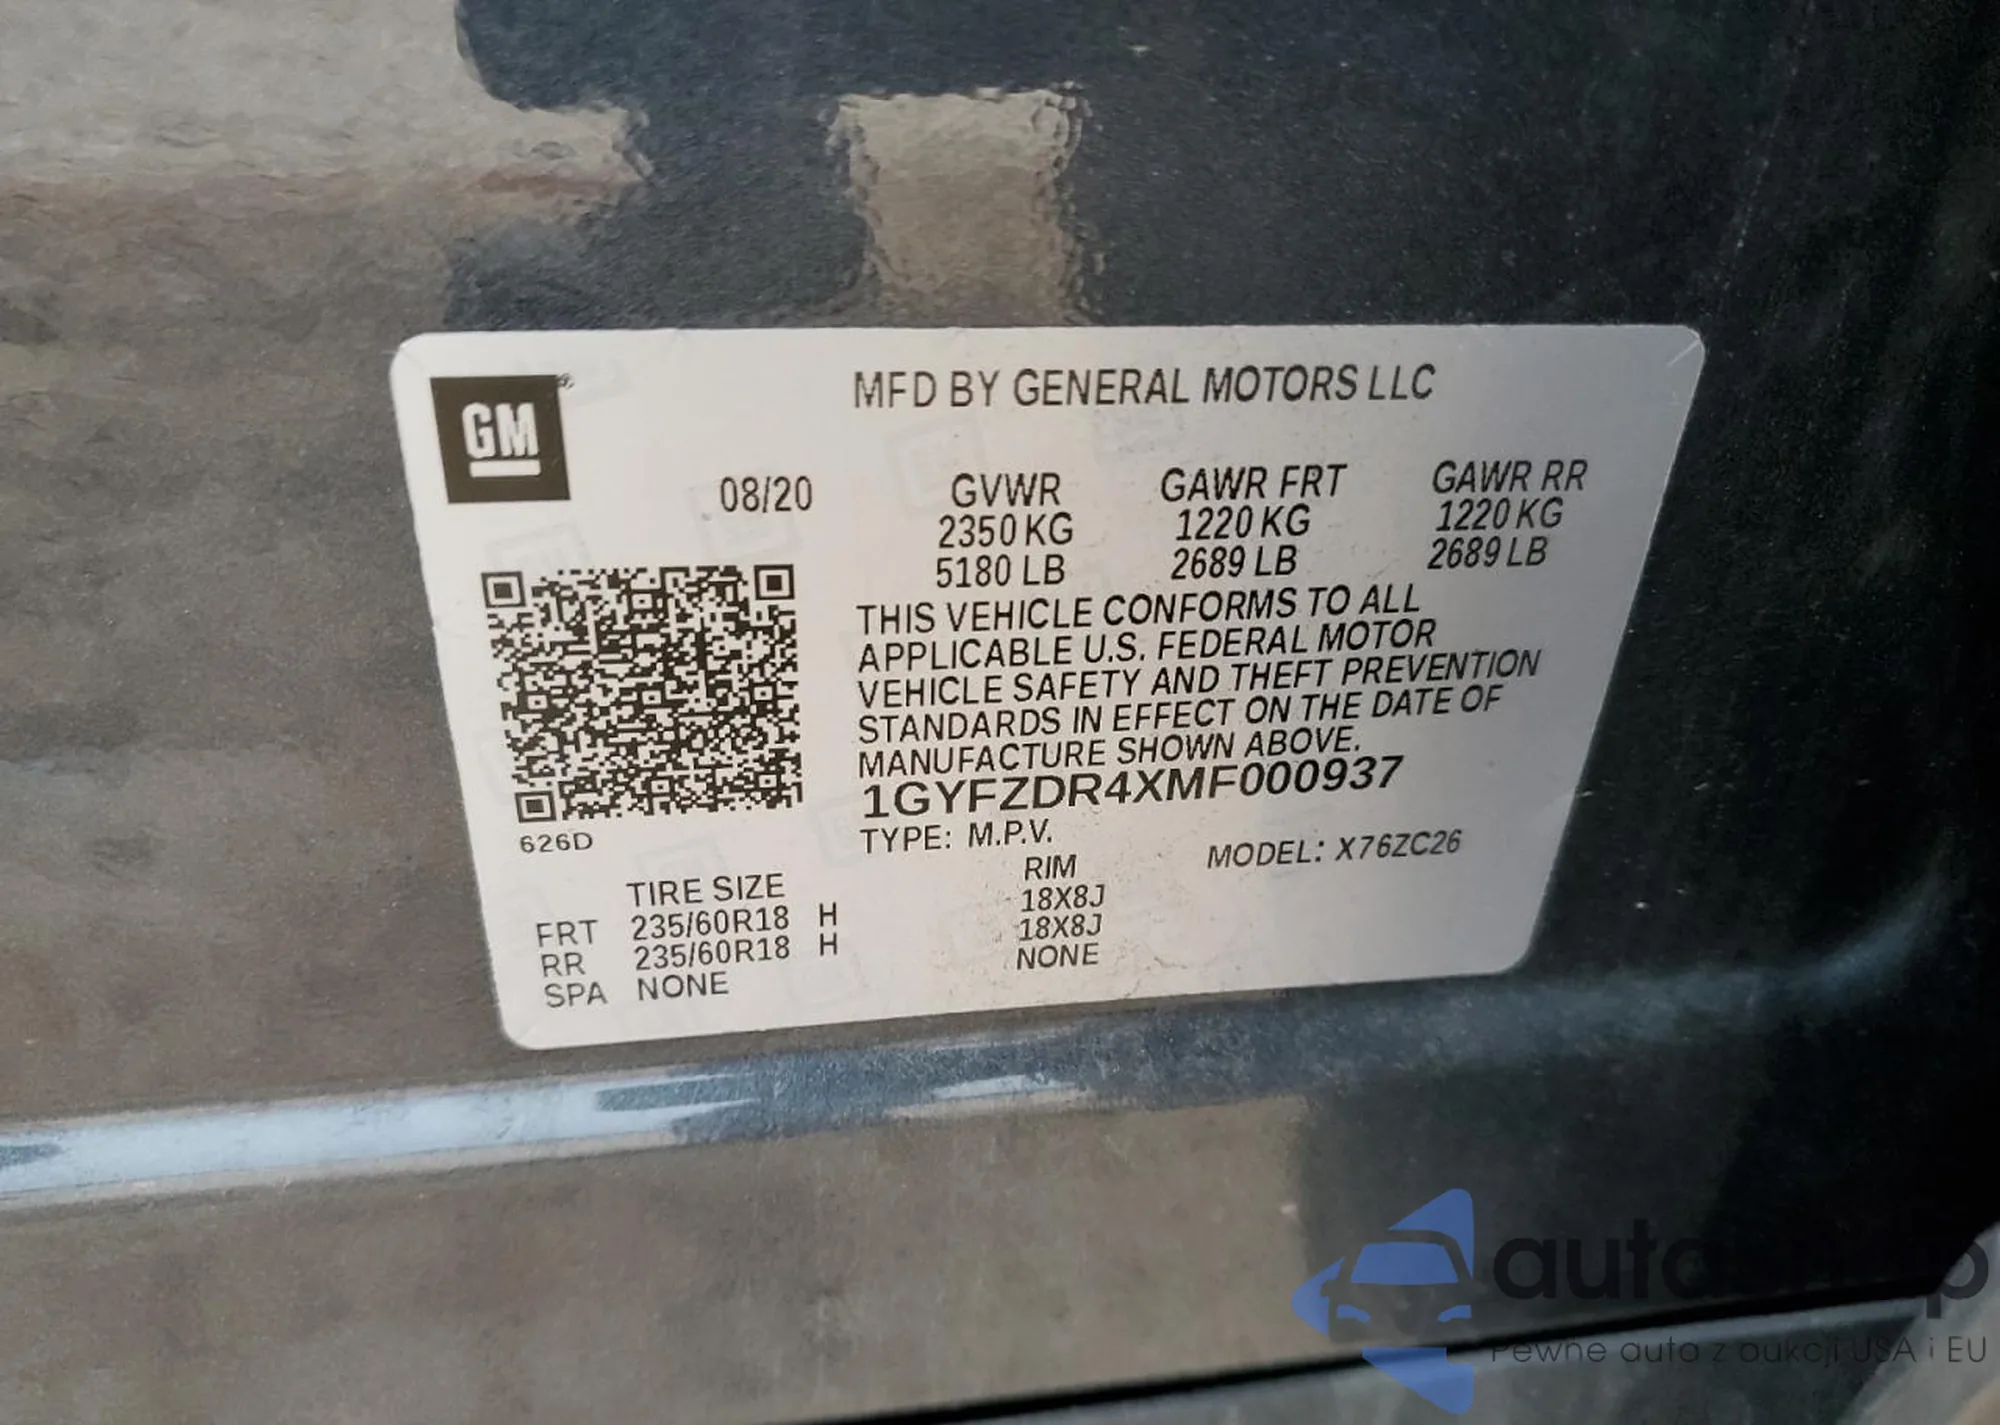 GM
MFD BY GENERAL MOTORS LLC
08/20 GVWR GAWR FRT GAWR RR
2350 KG 1220 KG 1220 KG
5180 LB 2689 LB 2689 LB
THIS VEHICLE CONFORMS TO ALL
APPLICABLE U.S. FEDERAL MOTOR
VEHICLE SAFETY AND THEFT PREVENTION
STANDARDS IN EFFECT ON THE DATE OF
MANUFACTURE SHOWN ABOVE.
1GYFZDR4XMF000937
626D
TYPE: M.P.V. MODEL: X76ZC26
TIRE SIZE RIM
FRT 235/60R18 H 18X8J
RR 235/60R18 H 18X8J
SPA NONE NONE
Pewne auto z aukcji USA i EU